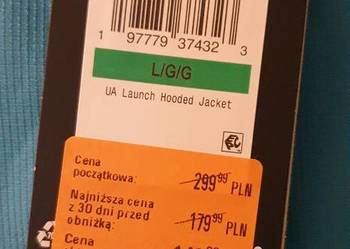 1 97779 37432 3
L/G/G
UA Launch Hooded Jacket
Cena
początkowa: 299⁹⁹ PLN
Najniższa cena
z 30 dni przed
obniżką: 179⁹⁹ PLN
Cena